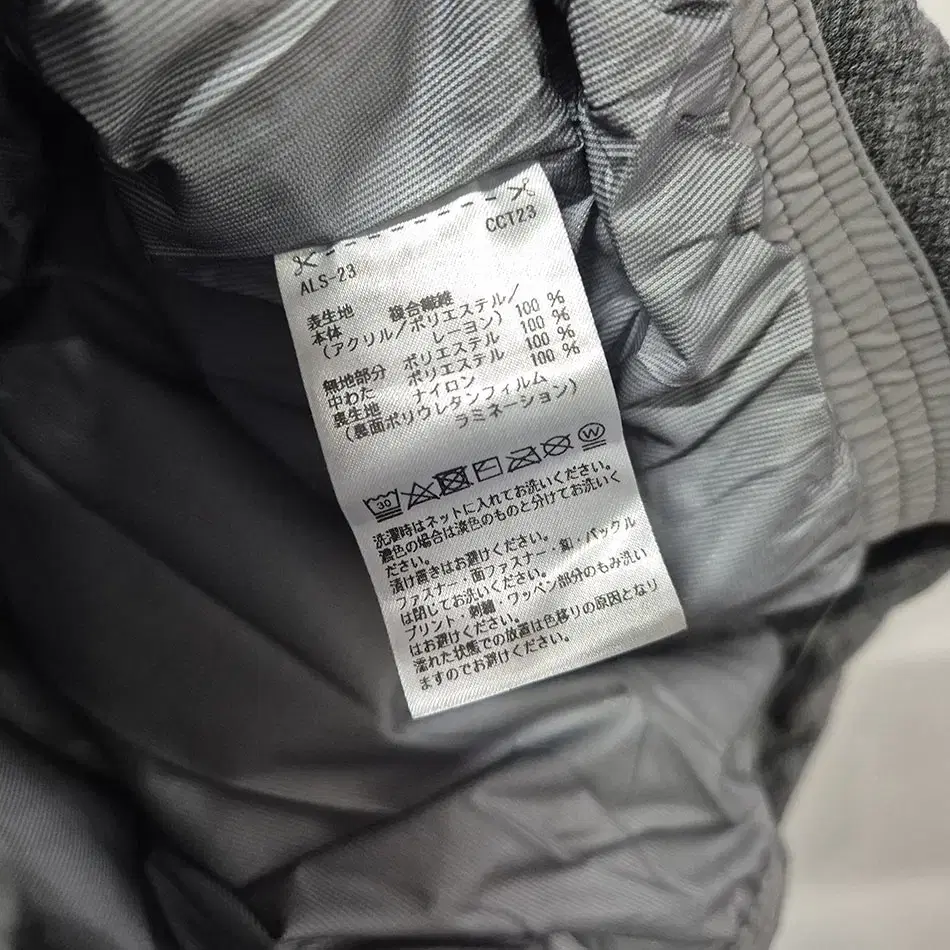 ALS-23 CCT23
表生地 複合繊維
本体 (アクリル/ポリエステル/ 100 %
レーヨン)
無地部分 ポリエステル 100 %
中わた ポリエステル 100 %
裏生地 ナイロン 100 %
(裏面ポリウレタンフィルム
ラミネーション)
30 W
洗濯時はネットに入れてお洗いください。
濃色の場合は淡色のものと分けてお洗いく
ださい。
漬け置きはお避けください。
ファスナー・面ファスナー・釦・バックル
は閉じてお洗いください。
プリント・刺繍・ワッペン部分のもみ洗い
はお避けください。
濡れた状態での放置は色移りの原因となり
ますのでお避けください。